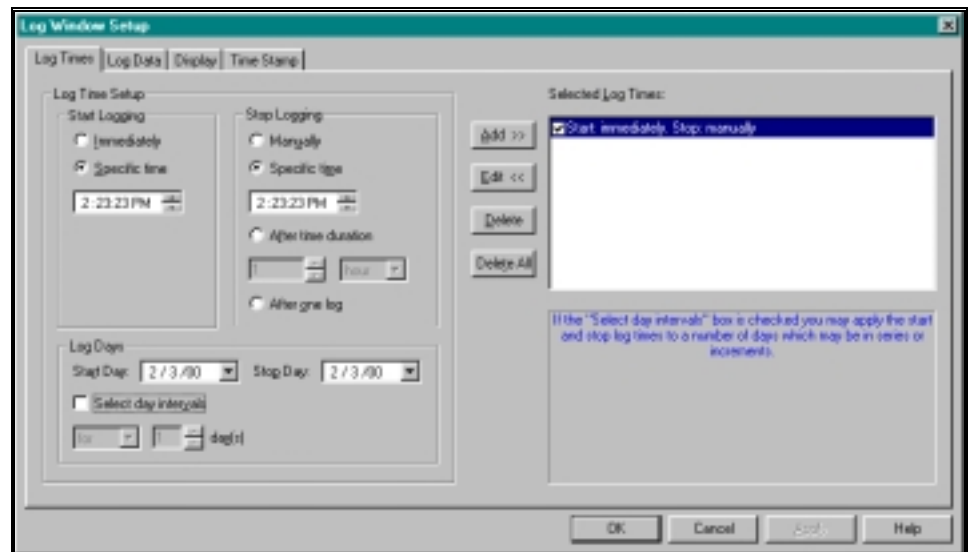 Log Window Setup
Log Times Log Data Display Time Stamp
Log Time Setup
Start Logging
Immediately
Specific time
2:23:23 PM
Stop Logging
Manually
Specific time
2:23:23 PM
After time duration
1 hour
After one log
Log Days
Start Day: 2/3/00 Stop Day: 2/3/00
Select day intervals
for 1 day(s)
Add >>
Edit <<
Delete
Delete All
Selected Log Times:
Start: immediately, Stop: manually
If the "Select day intervals" box is checked you may apply the start
and stop log times to a number of days which may be in series or
increments.
OK Cancel Apply Help